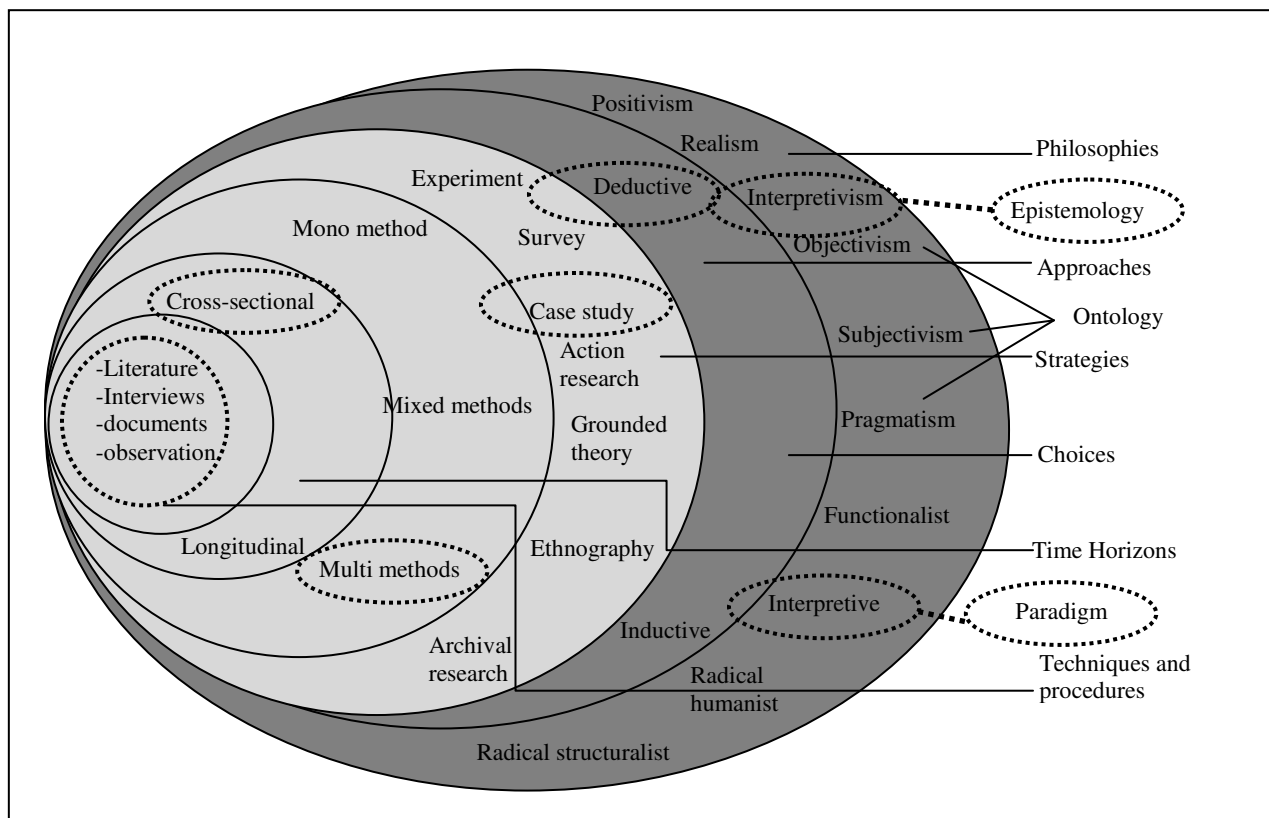 Positivism
Realism
Philosophies
Experiment
Deductive
Interpretivism
Epistemology
Mono method
Survey
Objectivism
Approaches
Cross-sectional
Case study
Ontology
Subjectivism
Action
research
Strategies
-Literature
-Interviews
-documents
-observation
Mixed methods
Grounded
theory
Pragmatism
Choices
Functionalist
Longitudinal
Ethnography
Time Horizons
Multi methods
Interpretive
Paradigm
Inductive
Archival
research
Radical
humanist
Techniques and
procedures
Radical structuralist